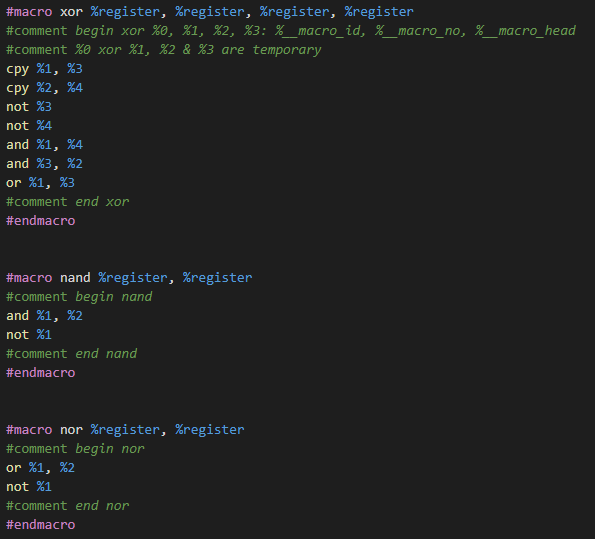 #macro xor %register, %register, %register, %register
#comment begin xor %0, %1, %2, %3: %__macro_id, %__macro_no, %__macro_head
#comment %0 xor %1, %2 & %3 are temporary
cpy %1, %3
cpy %2, %4
not %3
not %4
and %1, %4
and %3, %2
or %1, %3
#comment end xor
#endmacro
#macro nand %register, %register
#comment begin nand
and %1, %2
not %1
#comment end nand
#endmacro
#macro nor %register, %register
#comment begin nor
or %1, %2
not %1
#comment end nor
#endmacro